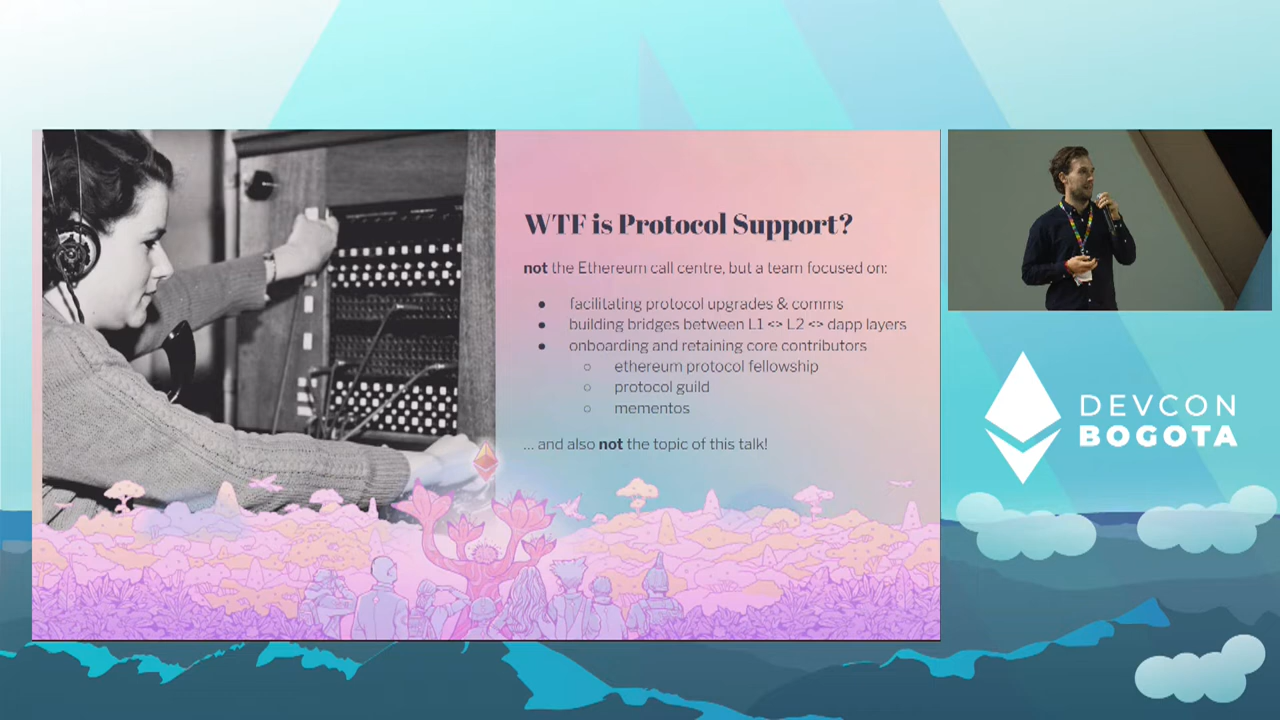 WTF is Protocol Support?
not the Ethereum call centre, but a team focused on:
● facilitating protocol upgrades & comms
● building bridges between L1 <> L2 <> dapp layers
● onboarding and retaining core contributors
○ ethereum protocol fellowship
○ protocol guild
○ mementos
... and also not the topic of this talk!
DEVCON
BOGOTA